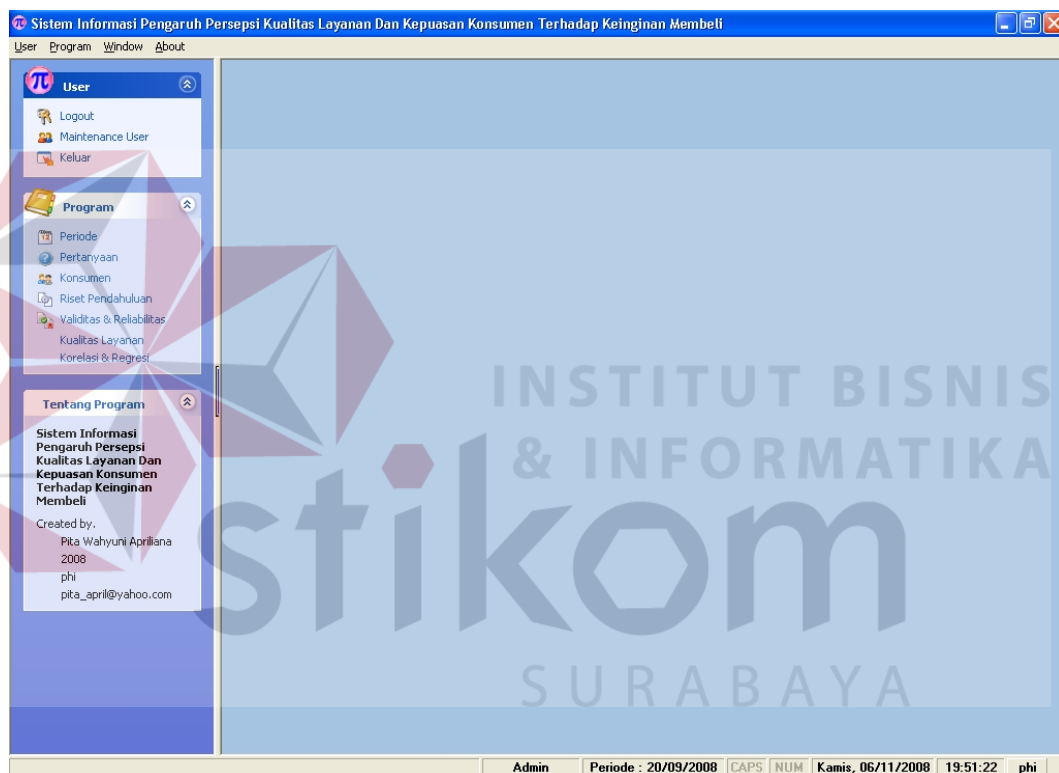 Sistem Informasi Pengaruh Persepsi Kualitas Layanan Dan Kepuasan Konsumen Terhadap Keinginan Membeli
User Program Window About
User
Logout
Maintenance User
Keluar
Program
Periode
Pertanyaan
Konsumen
Riset Pendahuluan
Validitas & Reliabilitas
Kualitas Layanan
Korelasi & Regresi
Tentang Program
Sistem Informasi
Pengaruh Persepsi
Kualitas Layanan Dan
Kepuasan Konsumen
Terhadap Keinginan
Membeli
Created by.
Pita Wahyuni Apriliana
2008
phi
pita_april@yahoo.com
INSTITUT BISNIS
& INFORMATIKA
stikom
SURABAYA
Admin Periode : 20/09/2008 CAPS NUM Kamis, 06/11/2008 19:51:22 phi